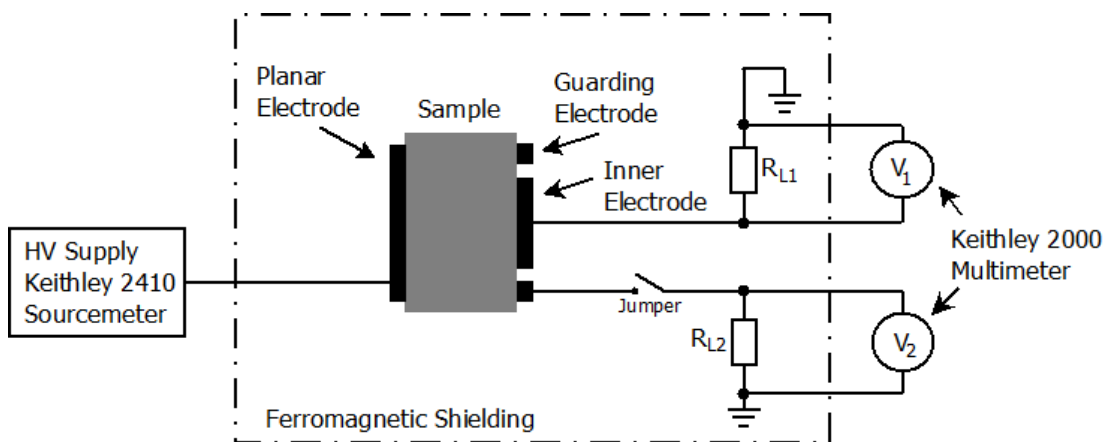 Planar
Electrode
Sample
Guarding
Electrode
Inner
Electrode
R_L1
V_1
HV Supply
Keithley 2410
Sourcemeter
Keithley 2000
Multimeter
Jumper
R_L2
V_2
Ferromagnetic Shielding